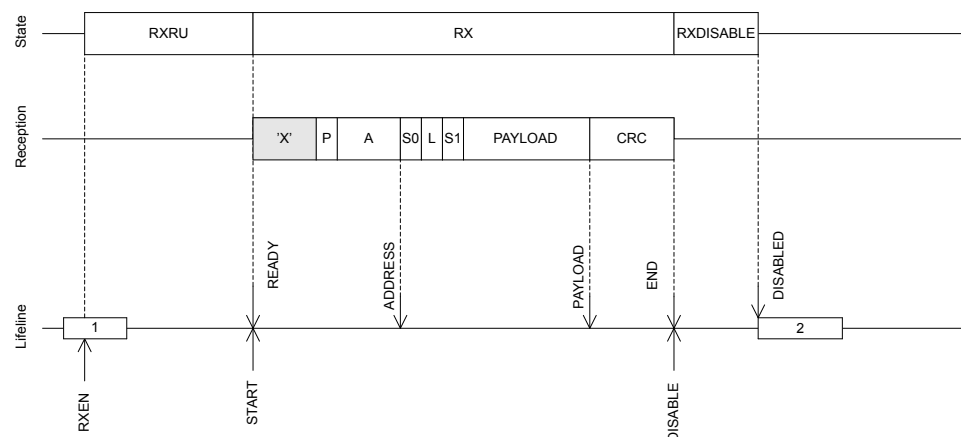 State
RXRU
RX
RXDISABLE
Reception
'X'
P
A
S0
L
S1
PAYLOAD
CRC
READY
ADDRESS
PAYLOAD
END
DISABLED
Lifeline
1
2
RXEN
START
DISABLE